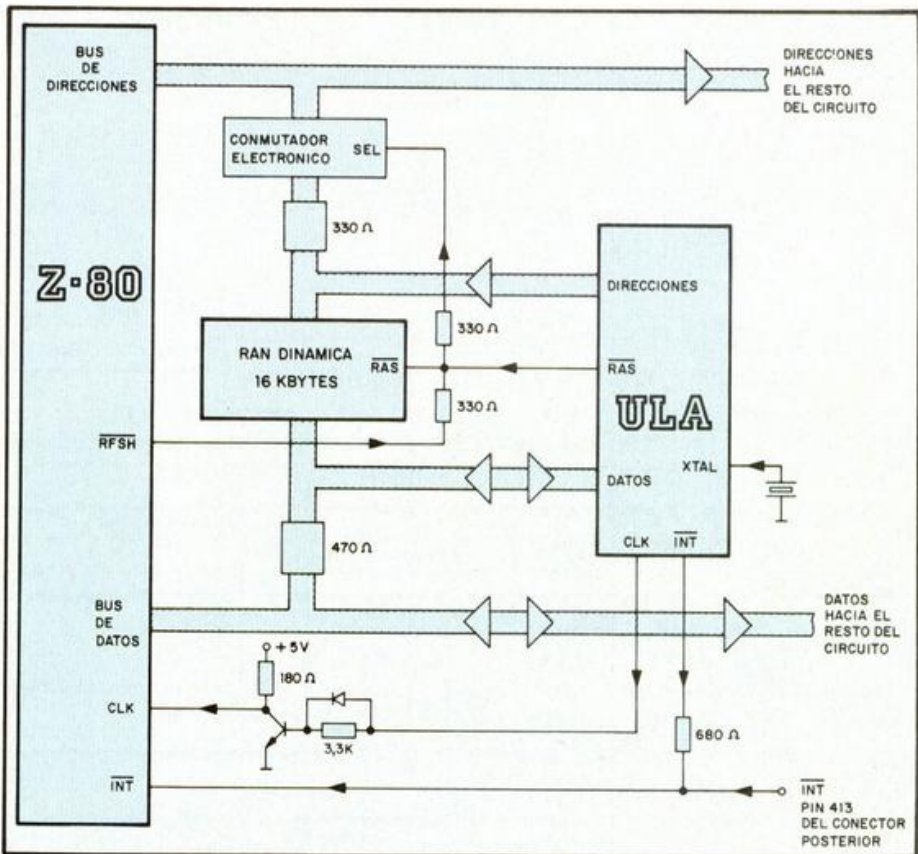 BUS
DE
DIRECCIONES
DIRECCIONES
HACIA
EL RESTO
DEL CIRCUITO
CONMUTADOR
ELECTRONICO
SEL
330 Ω
Z-80
DIRECCIONES
330 Ω
RAN DINAMICA
16 KBYTES
RAS
RAS
ULA
330 Ω
RFSH
XTAL
DATOS
CLK
INT
470 Ω
BUS
DE
DATOS
DATOS
HACIA EL
RESTO DEL
CIRCUITO
+5V
180 Ω
CLK
3,3K
680 Ω
INT
INT
PIN 413
DEL CONECTOR
POSTERIOR